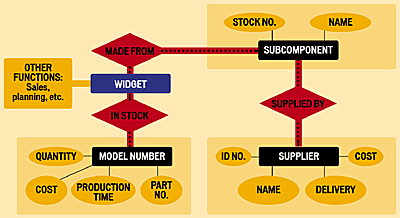 STOCK NO.
NAME
MADE FROM
SUBCOMPONENT
OTHER
FUNCTIONS:
Sales,
planning, etc.
WIDGET
IN STOCK
SUPPLIED BY
QUANTITY
MODEL NUMBER
COST
PRODUCTION
TIME
PART
NO.
ID NO.
SUPPLIER
COST
NAME
DELIVERY